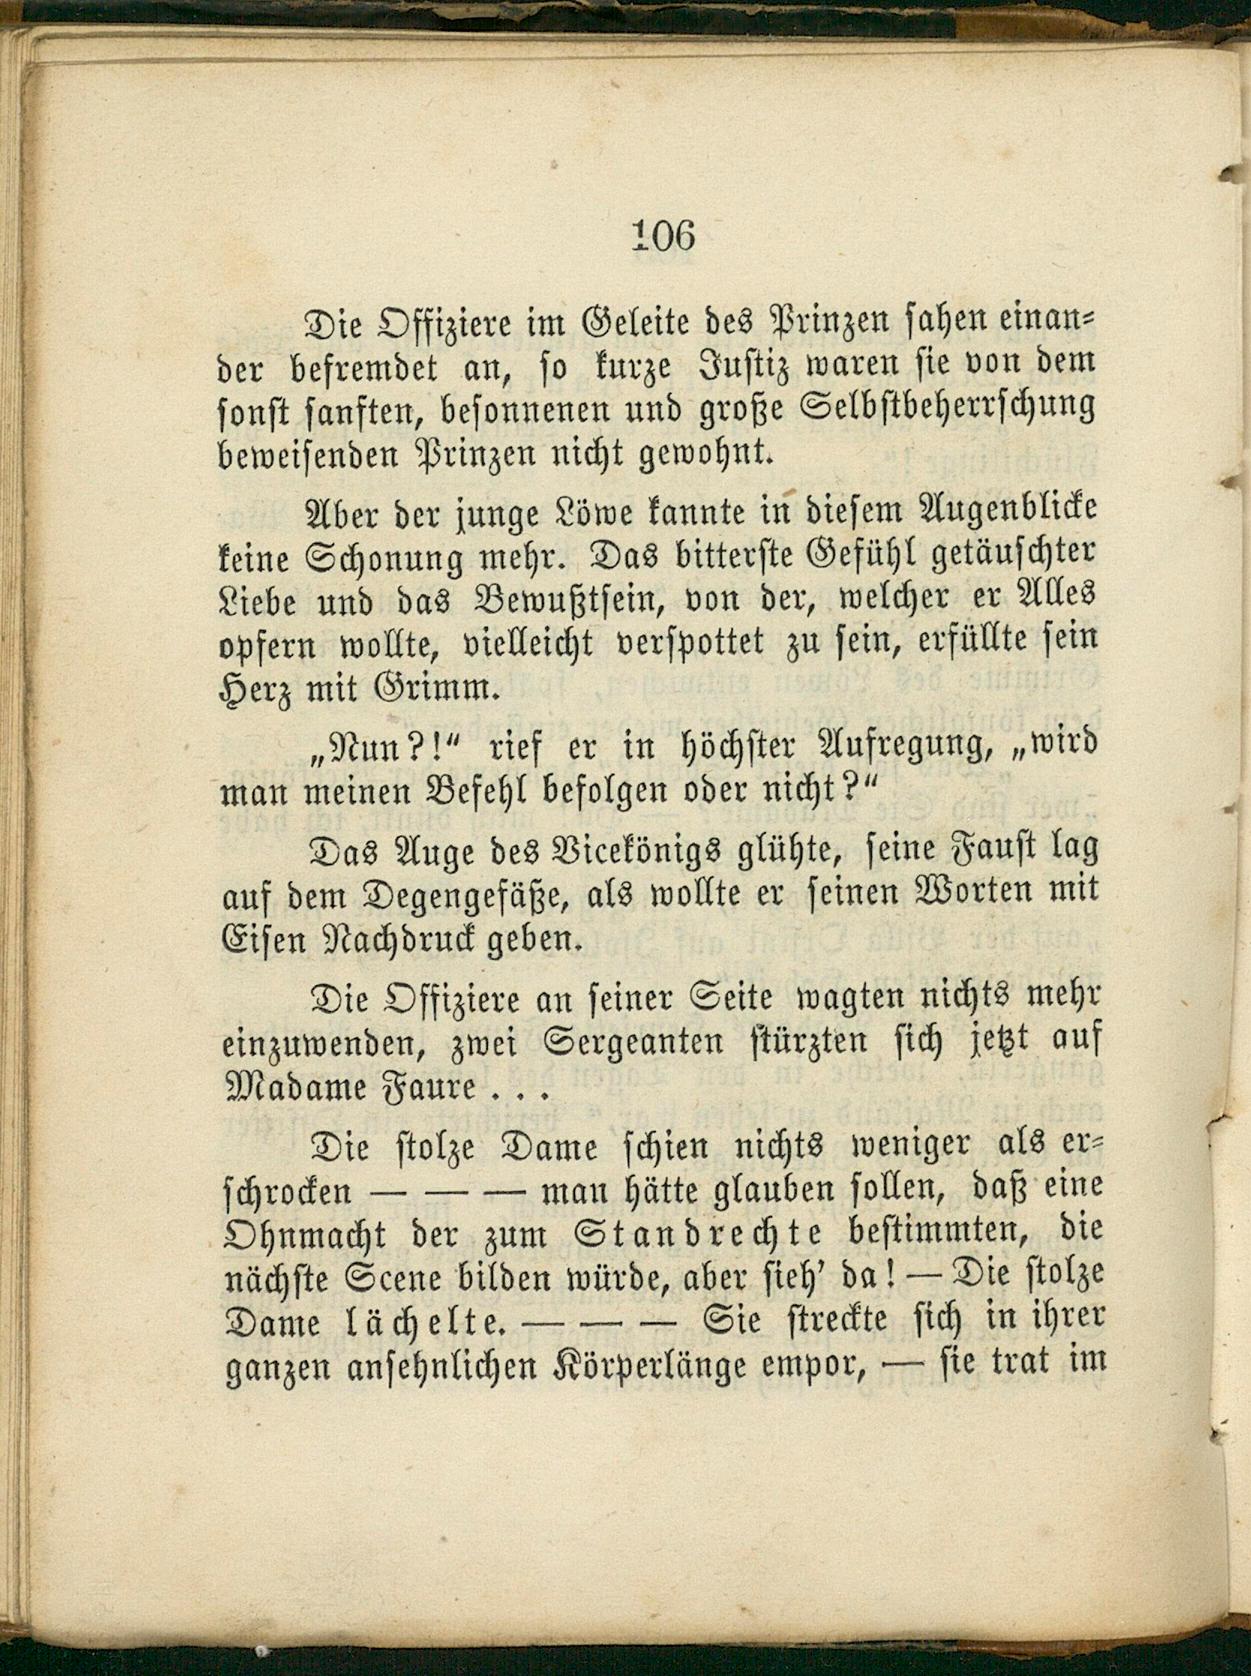 106
Die Offiziere im Geleite des Prinzen sahen einan-
der befremdet an, so kurze Justiz waren sie von dem
sonst sanften, besonnenen und große Selbstbeherrschung
beweisenden Prinzen nicht gewohnt.
Aber der junge Löwe kannte in diesem Augenblicke
keine Schonung mehr. Das bitterste Gefühl getäuschter
Liebe und das Bewußtsein, von der, welcher er Alles
opfern wollte, vielleicht verspottet zu sein, erfüllte sein
Herz mit Grimm.
„Nun?!“ rief er in höchster Aufregung, „wird
man meinen Befehl befolgen oder nicht?“
Das Auge des Vicekönigs glühte, seine Faust lag
auf dem Degengefäße, als wollte er seinen Worten mit
Eisen Nachdruck geben.
Die Offiziere an seiner Seite wagten nichts mehr
einzuwenden, zwei Sergeanten stürzten sich jetzt auf
Madame Faure . . .
Die stolze Dame schien nichts weniger als er-
schrocken — — — man hätte glauben sollen, daß eine
Ohnmacht der zum Standrechte bestimmten, die
nächste Scene bilden würde, aber sieh’ da! — Die stolze
Dame lächelte. — — — Sie streckte sich in ihrer
ganzen ansehnlichen Körperlänge empor, — sie trat im